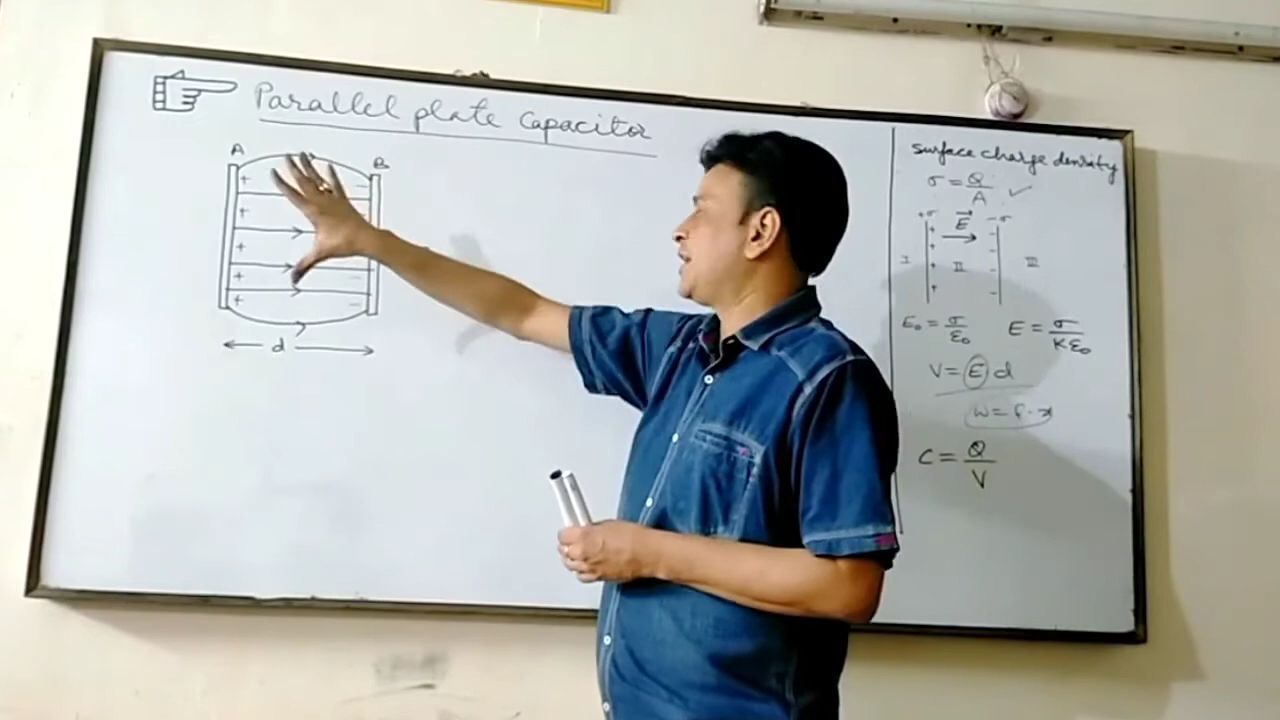 Parallel plate Capacitor
A B
+ −
+
+
+ −
+ −
d
surface charge density
σ = Q/A ✓
+σ −σ
E⃗
I II III
E₀ = σ/ε₀ E = σ/Kε₀
V = E d
W = F · x
C = Q/V